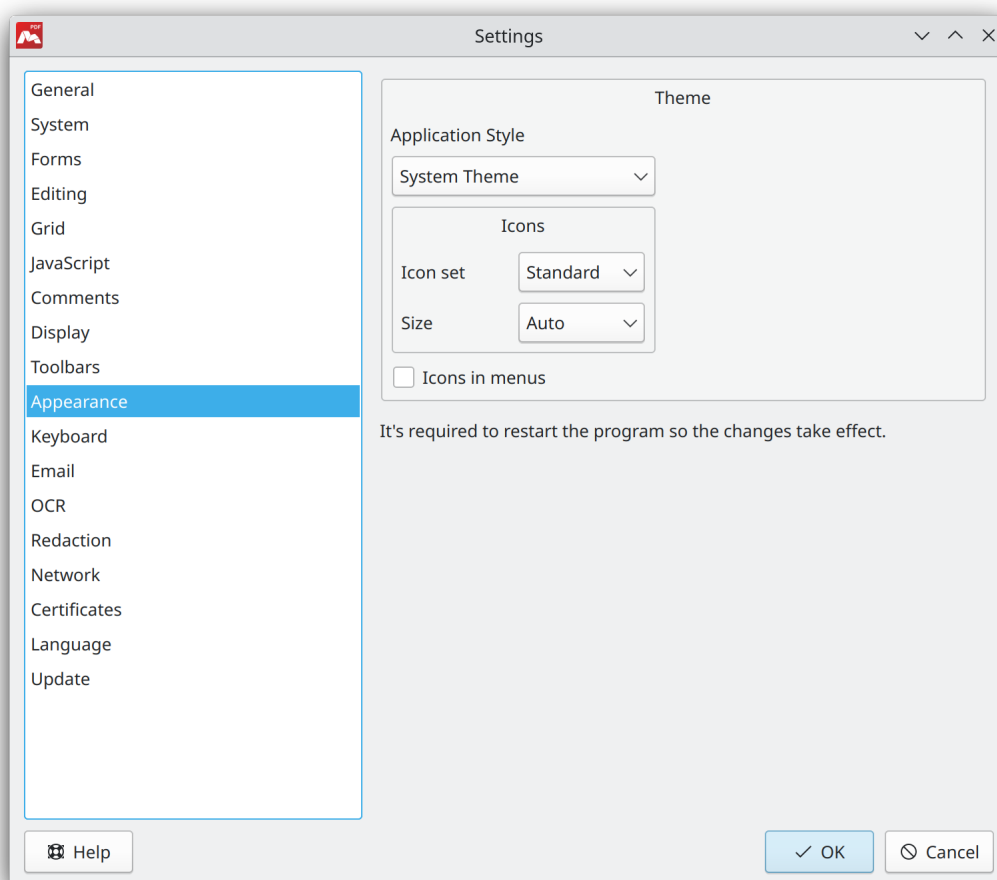 PDF
Settings
General
System
Forms
Editing
Grid
JavaScript
Comments
Display
Toolbars
Appearance
Keyboard
Email
OCR
Redaction
Network
Certificates
Language
Update
Theme
Application Style
System Theme
Icons
Icon set Standard
Size Auto
Icons in menus
It's required to restart the program so the changes take effect.
Help OK Cancel